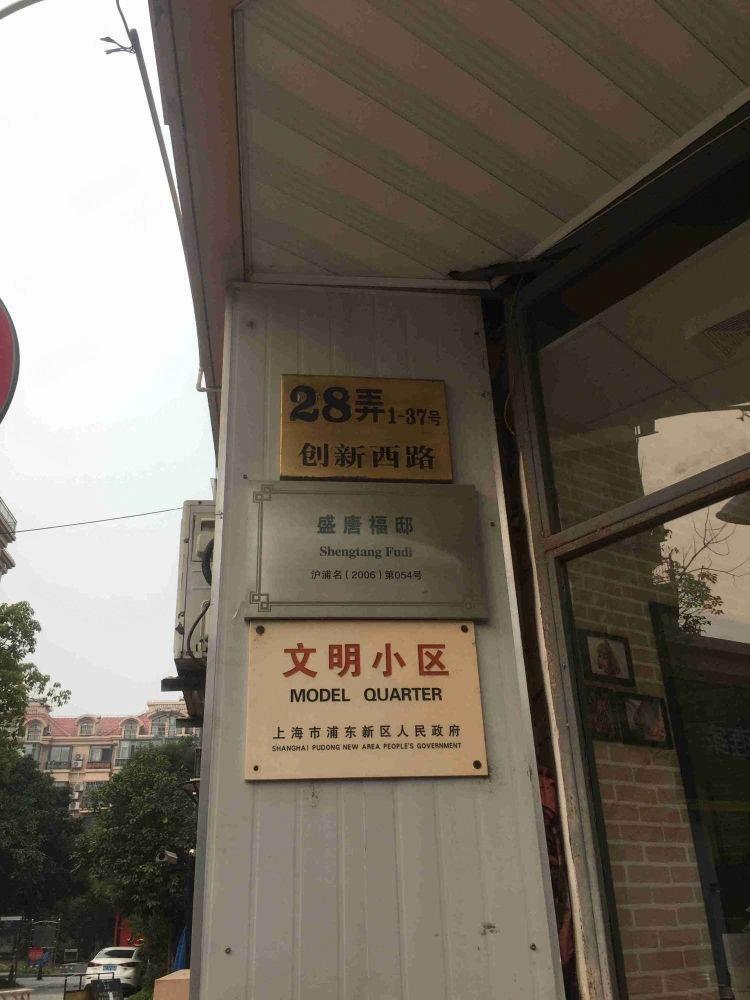 28弄1-37号
创新西路
盛唐福邸
Shengtang Fudi
沪浦名(2006)第054号
文明小区
MODEL QUARTER
上海市浦东新区人民政府
SHANGHAI PUDONG NEW AREA PEOPLE'S GOVERNMENT